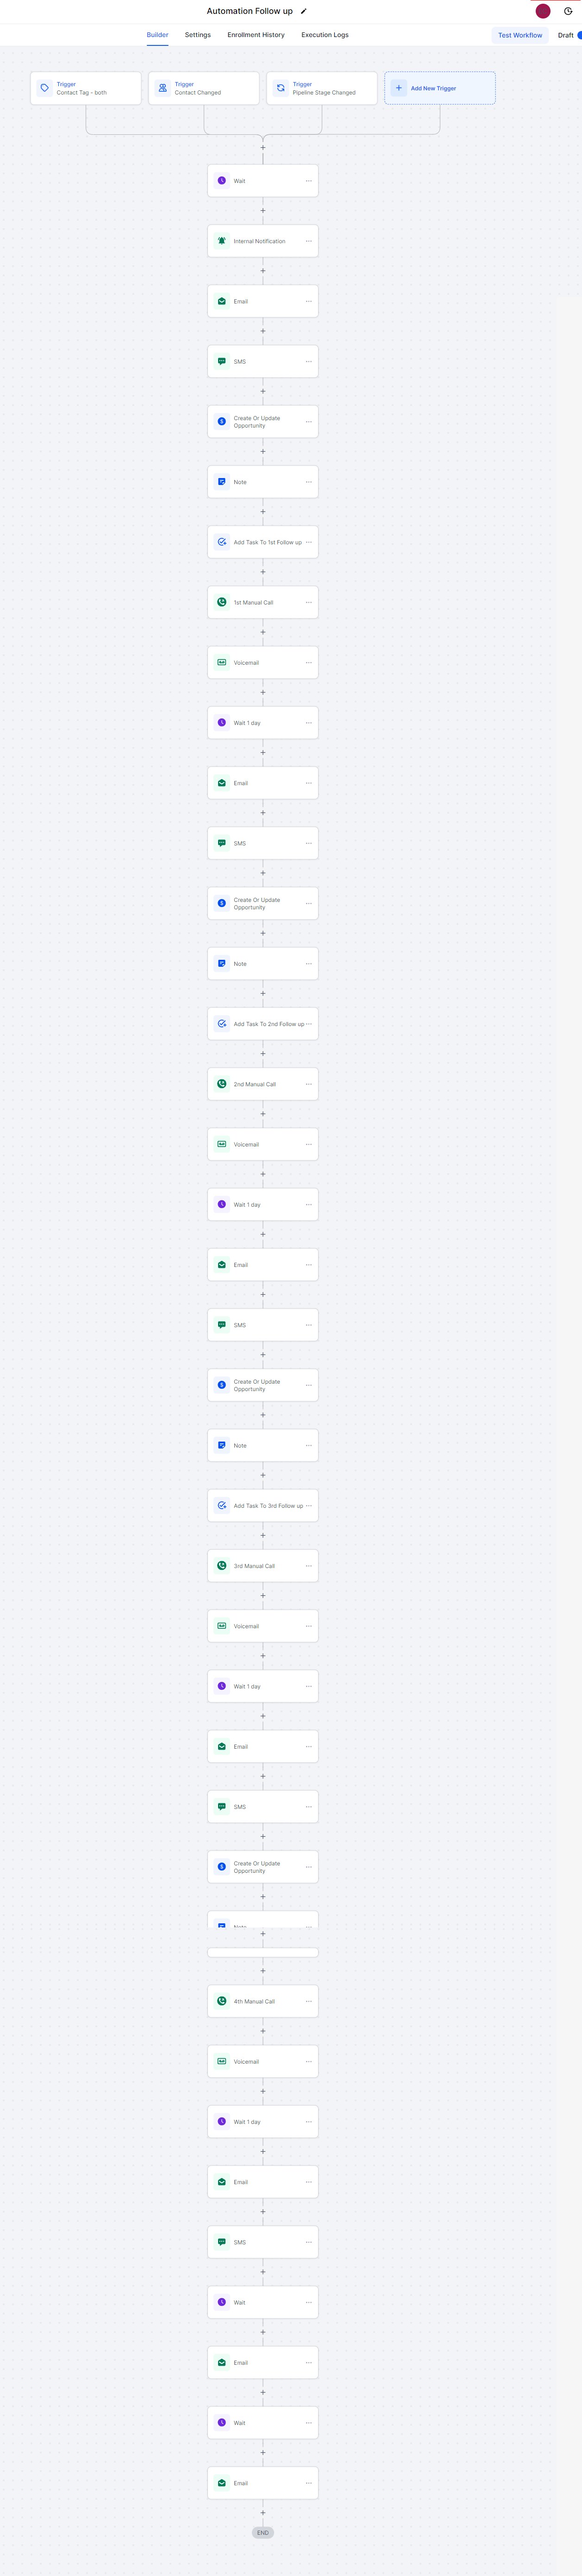 Automation Follow up
Builder
Settings
Enrollment History
Execution Logs
Test Workflow
Draft
Trigger
Contact Tag - both
Trigger
Contact Changed
Trigger
Pipeline Stage Changed
Add New Trigger
Wait
Internal Notification
Email
SMS
Create Or Update
Opportunity
Note
Add Task To 1st Follow up
1st Manual Call
Voicemail
Wait 1 day
Email
SMS
Create Or Update
Opportunity
Note
Add Task To 2nd Follow up
2nd Manual Call
Voicemail
Wait 1 day
Email
SMS
Create Or Update
Opportunity
Note
Add Task To 3rd Follow up
3rd Manual Call
Voicemail
Wait 1 day
Email
SMS
Create Or Update
Opportunity
4th Manual Call
Voicemail
Wait 1 day
Email
SMS
Wait
Email
Wait
Email
END